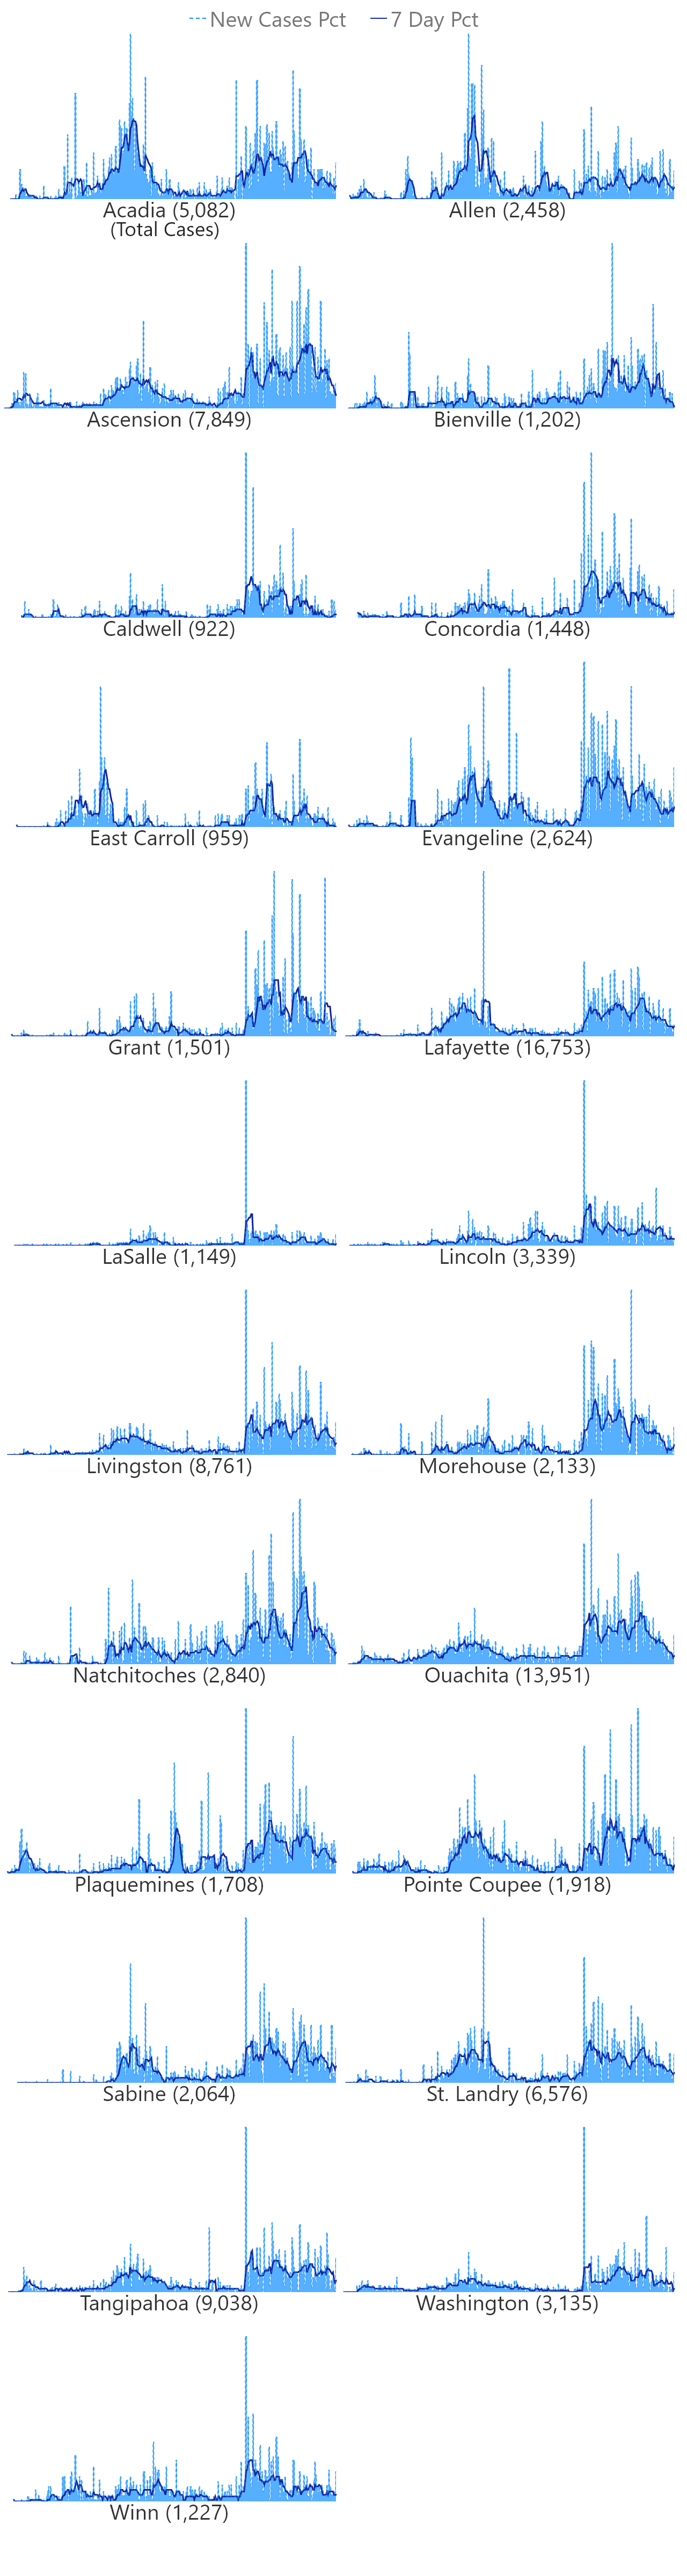 New Cases Pct 7 Day Pct
Acadia (5,082) Allen (2,458)
(Total Cases)
Ascension (7,849) Bienville (1,202)
Caldwell (922) Concordia (1,448)
East Carroll (959) Evangeline (2,624)
Grant (1,501) Lafayette (16,753)
LaSalle (1,149) Lincoln (3,339)
Livingston (8,761) Morehouse (2,133)
Natchitoches (2,840) Ouachita (13,951)
Plaquemines (1,708) Pointe Coupee (1,918)
Sabine (2,064) St. Landry (6,576)
Tangipahoa (9,038) Washington (3,135)
Winn (1,227)